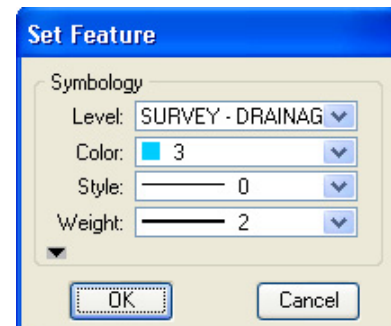 Set Feature
Symbology
Level: SURVEY - DRAINAG
Color: 3
Style: 0
Weight: 2
OK Cancel